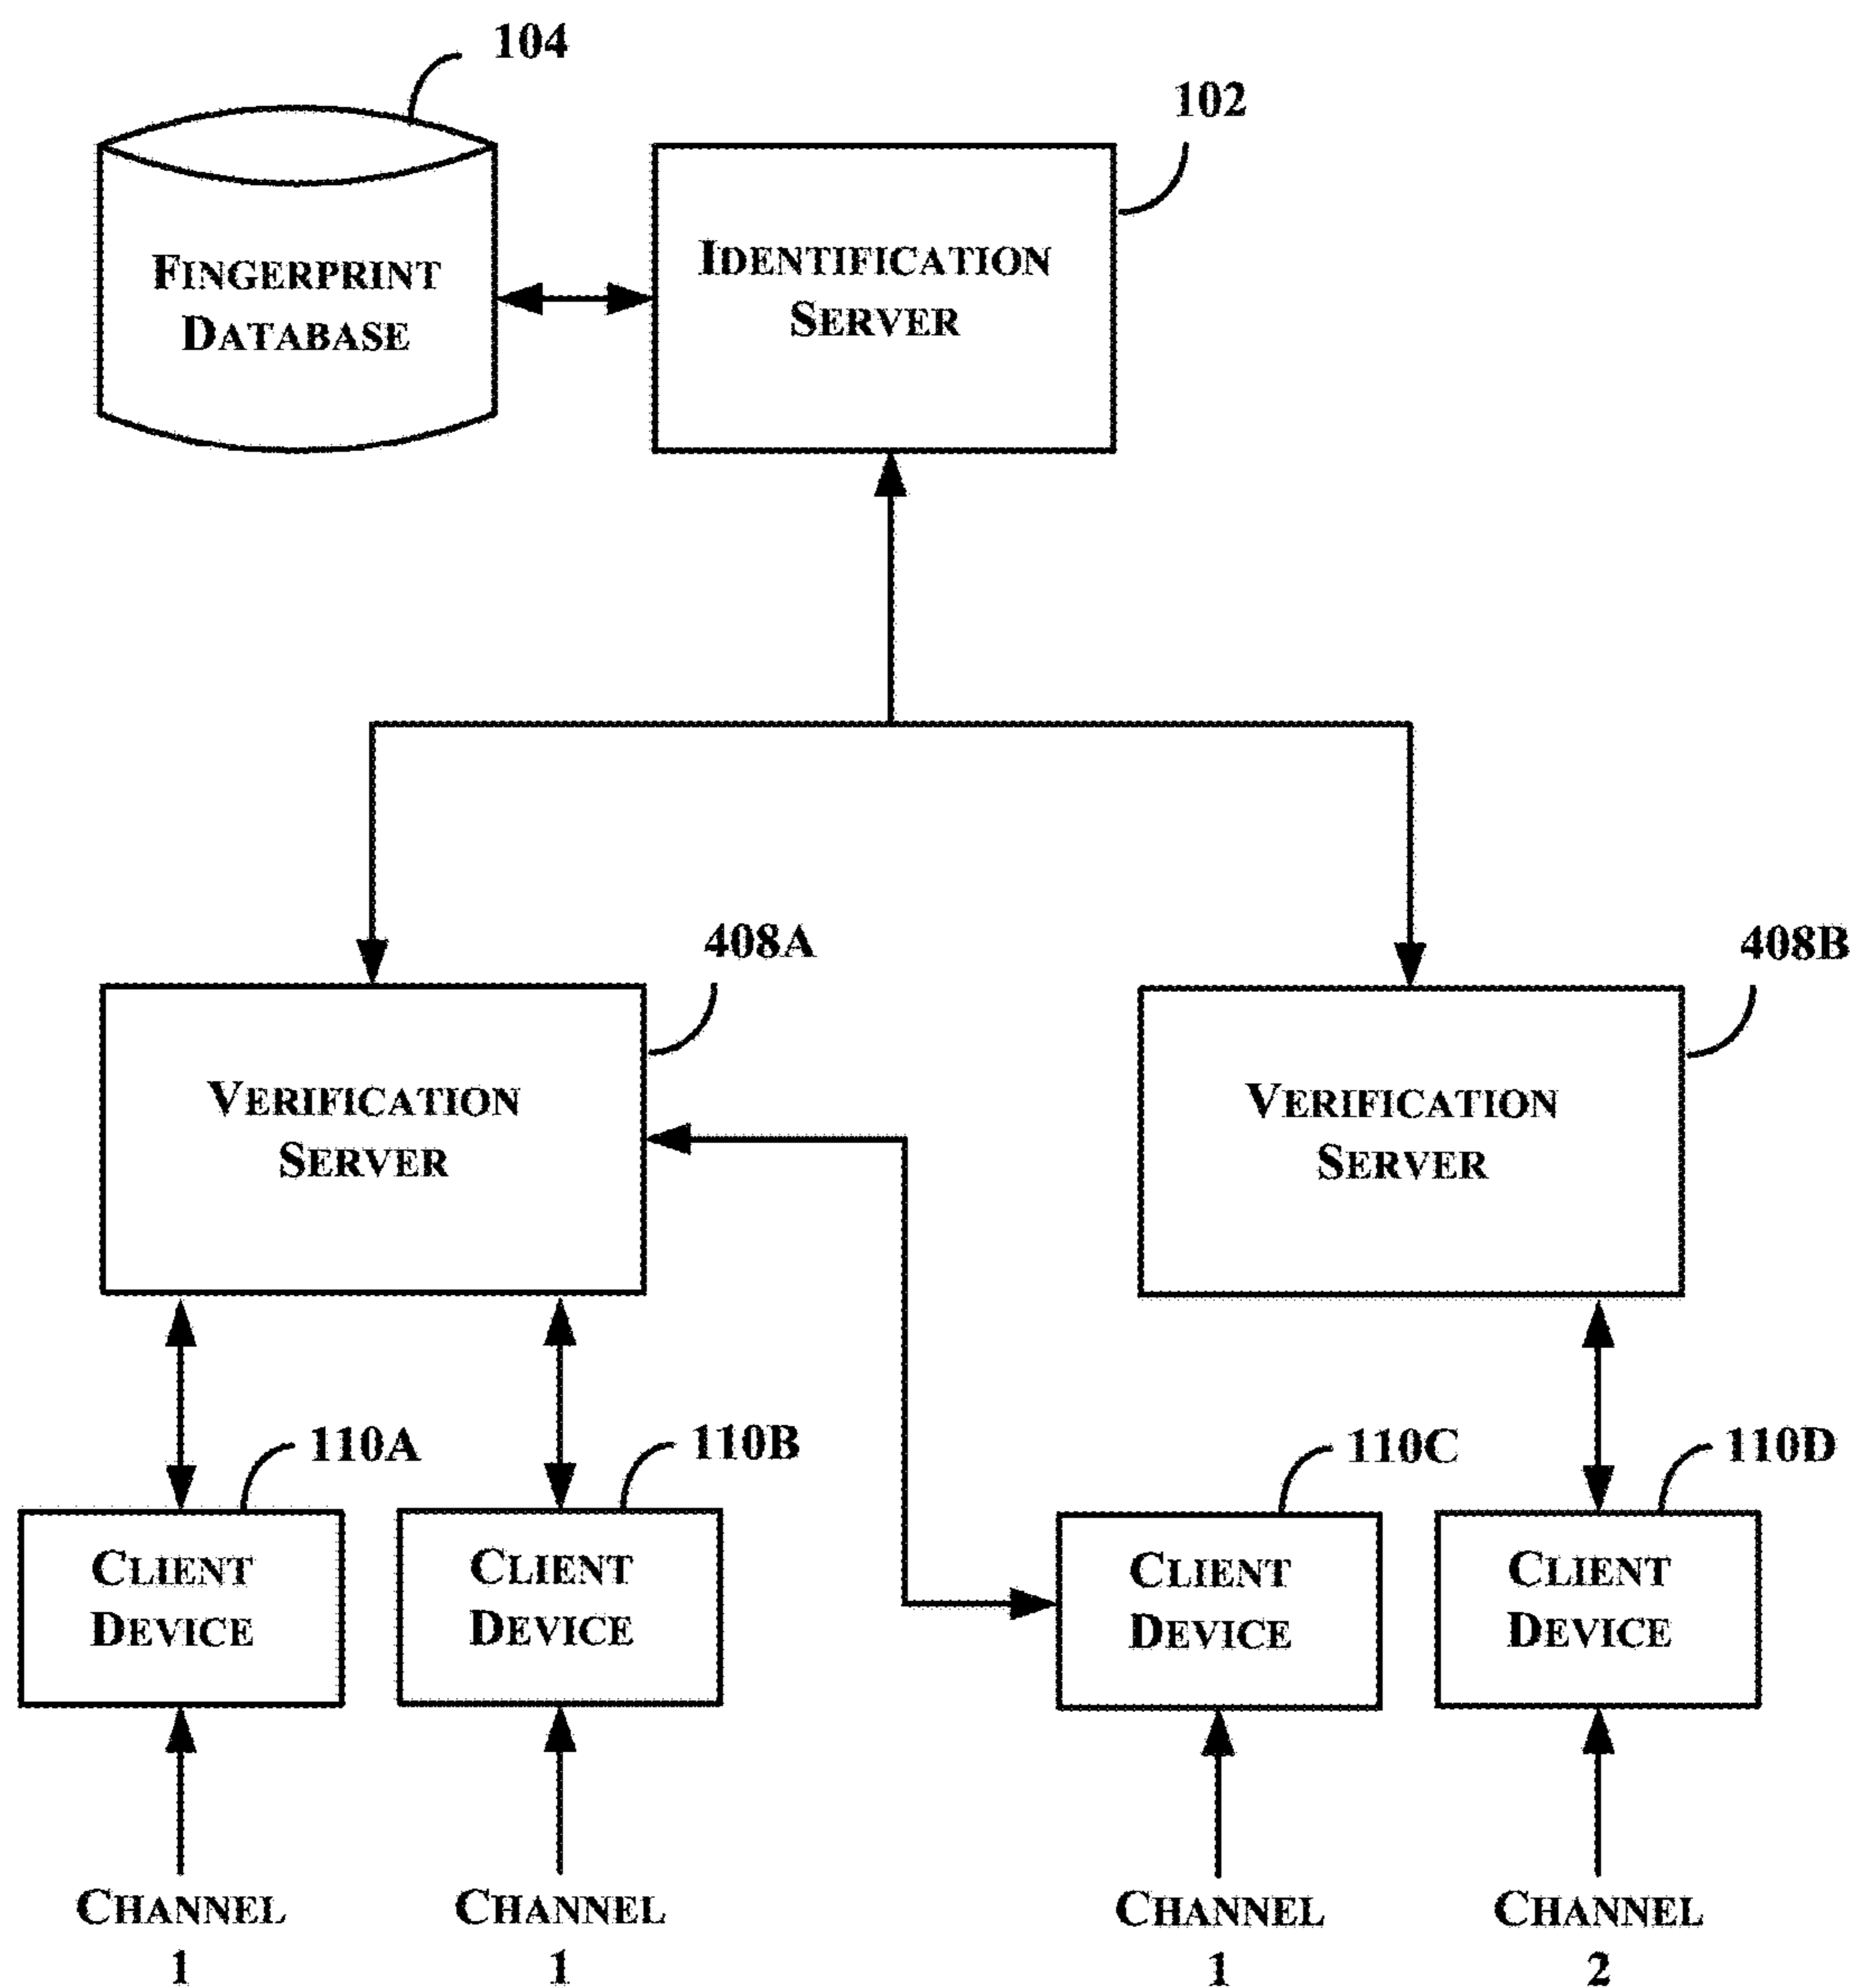 104
102
FINGERPRINT
DATABASE
IDENTIFICATION
SERVER
408A
408B
VERIFICATION
SERVER
VERIFICATION
SERVER
110A
110B
110C
110D
CLIENT
DEVICE
CLIENT
DEVICE
CLIENT
DEVICE
CLIENT
DEVICE
CHANNEL
1
CHANNEL
1
CHANNEL
1
CHANNEL
2